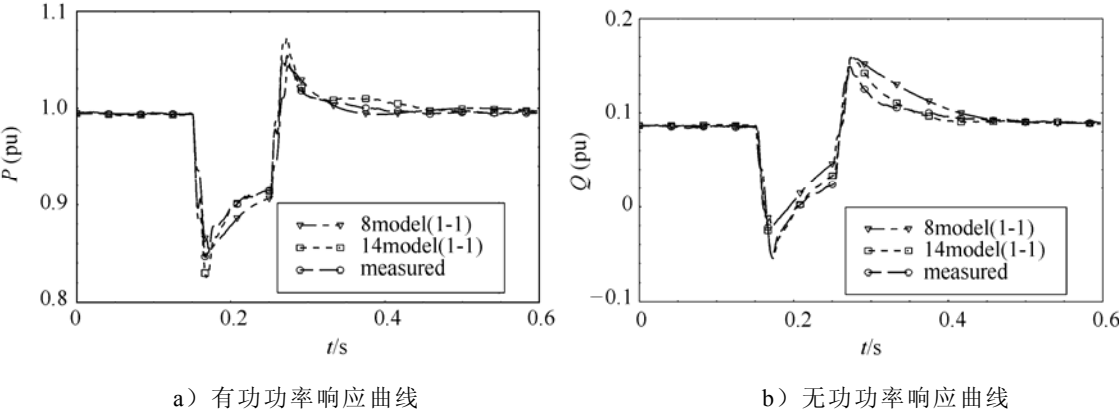 1.1
1.0
0.9
0.8
P (pu)
0
0.2
0.4
0.6
t/s
8model(1-1)
14model(1-1)
measured
a）有功功率响应曲线
0.2
0.1
0
−0.1
Q (pu)
0
0.2
0.4
0.6
t/s
8model(1-1)
14model(1-1)
measured
b）无功功率响应曲线